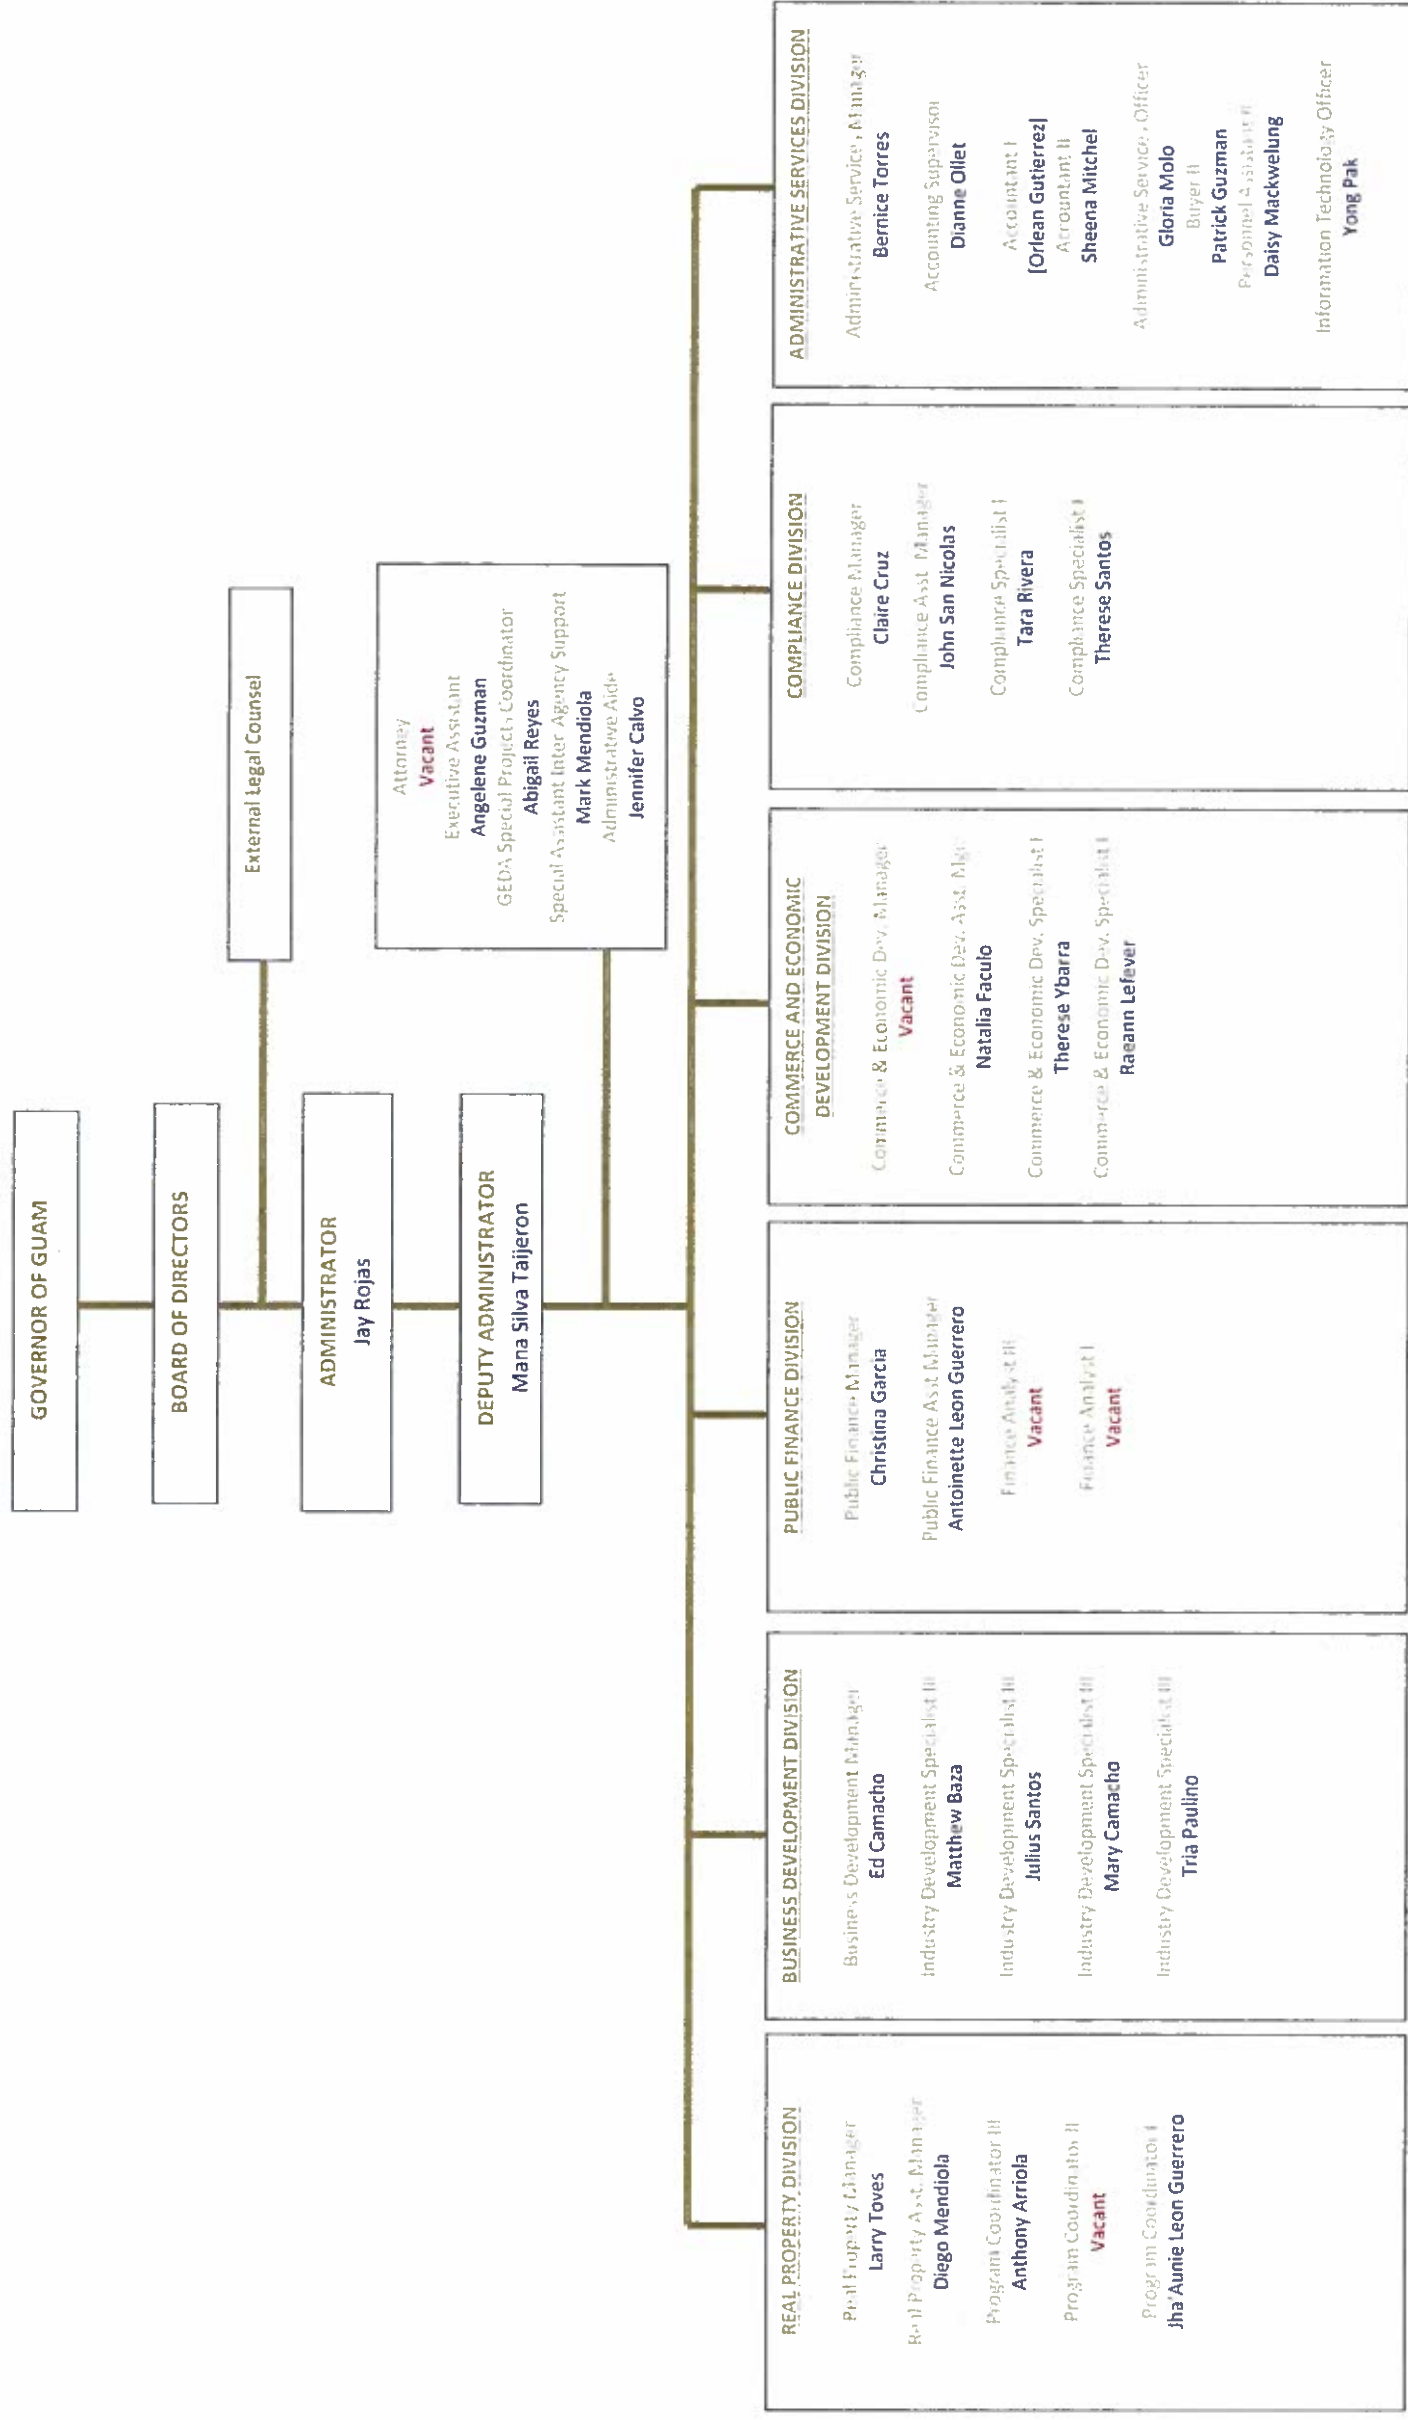 GOVERNOR OF GUAM
BOARD OF DIRECTORS
External Legal Counsel
ADMINISTRATOR
Jay Rojas
DEPUTY ADMINISTRATOR
Mana Silva Taijeron
Attorney
Vacant
Executive Assistant
Angelene Guzman
GEDA Special Projects Coordinator
Abigail Reyes
Special Assistant Inter Agency Support
Mark Mendiola
Administrative Aide
Jennifer Calvo
REAL PROPERTY DIVISION
Real Property Manager
Larry Toves
Real Property Asst. Manager
Diego Mendiola
Program Coordinator III
Anthony Arriola
Program Coordinator II
Vacant
Program Coordinator I
Jha'Aunie Leon Guerrero
BUSINESS DEVELOPMENT DIVISION
Business Development Manager
Ed Camacho
Industry Development Specialist III
Matthew Baza
Industry Development Specialist III
Julius Santos
Industry Development Specialist III
Mary Camacho
Industry Development Specialist III
Tria Paulino
PUBLIC FINANCE DIVISION
Public Finance Manager
Christina Garcia
Public Finance Asst Manager
Antoinette Leon Guerrero
Finance Analyst III
Vacant
Finance Analyst I
Vacant
COMMERCE AND ECONOMIC
DEVELOPMENT DIVISION
Commerce & Economic Dev. Manager
Vacant
Commerce & Economic Dev. Asst. Mgr
Natalia Faculo
Commerce & Economic Dev. Specialist I
Therese Ybarra
Commerce & Economic Dev. Specialist I
Raeann Lefever
COMPLIANCE DIVISION
Compliance Manager
Claire Cruz
Compliance Asst. Manager
John San Nicolas
Compliance Specialist I
Tara Rivera
Compliance Specialist I
Therese Santos
ADMINISTRATIVE SERVICES DIVISION
Administrative Services Manager
Bernice Torres
Accounting Supervisor
Dianne Ollet
Accountant I
[Orlean Gutierrez]
Accountant II
Sheena Mitchel
Administrative Services Officer
Gloria Molo
Buyer II
Patrick Guzman
Personnel Assistant II
Daisy Mackwelung
Information Technology Officer
Yong Pak